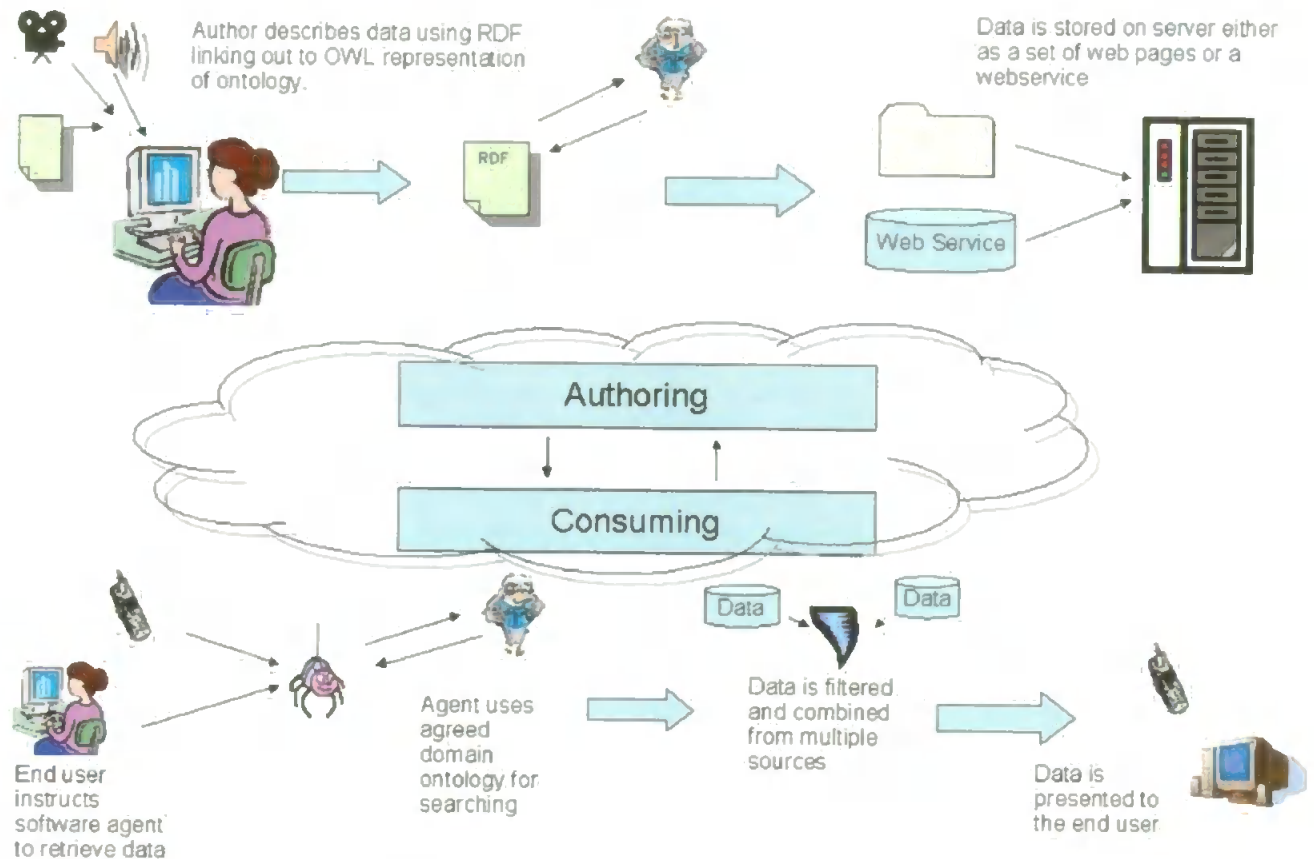 Author describes data using RDF
linking out to OWL representation
of ontology.
Data is stored on server either
as a set of web pages or a
webservice
RDF
Web Service
Authoring
Consuming
Data
Data
End user
instructs
software agent
to retrieve data
Agent uses
agreed
domain
ontology for
searching
Data is filtered
and combined
from multiple
sources
Data is
presented to
the end user